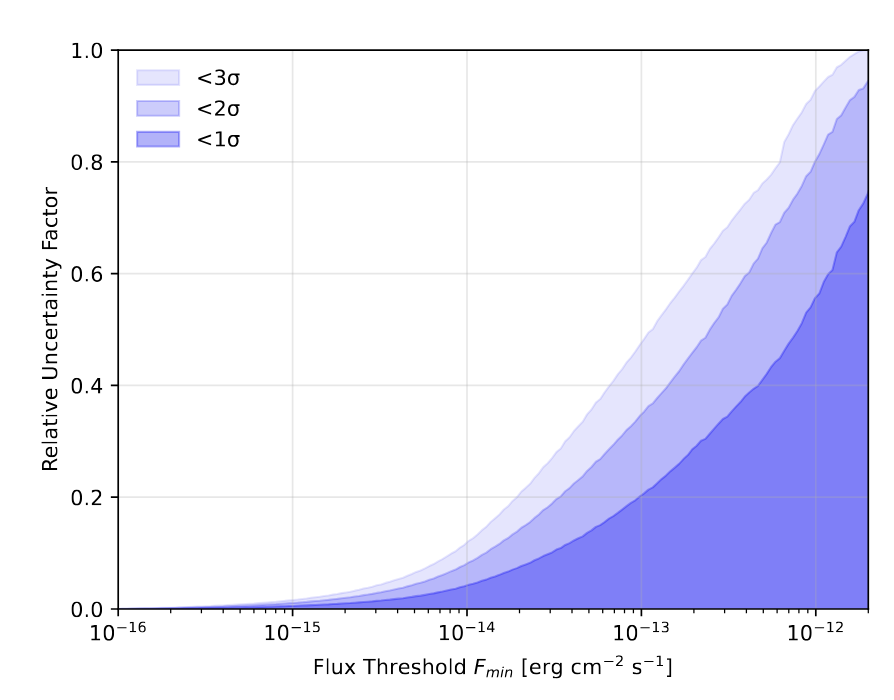 1.0
0.8
0.6
0.4
0.2
0.0
<3σ
<2σ
<1σ
Relative Uncertainty Factor
10⁻¹⁶ 10⁻¹⁵ 10⁻¹⁴ 10⁻¹³ 10⁻¹²
Flux Threshold Fₘᵢₙ [erg cm⁻² s⁻¹]